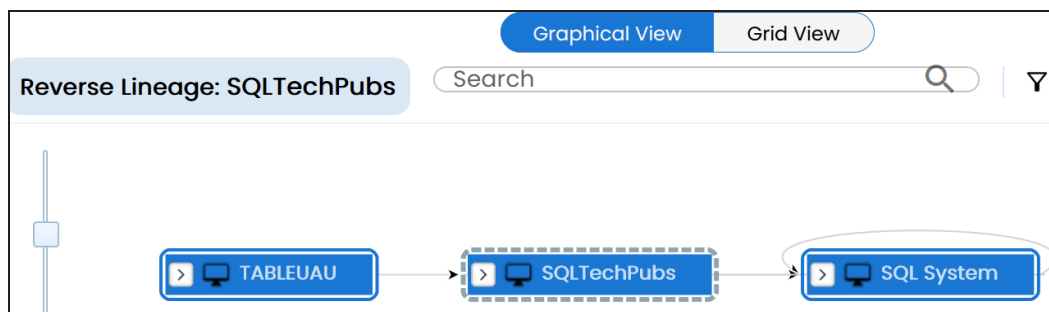 Graphical View
Grid View
Reverse Lineage: SQLTechPubs
Search
TABLEUAU
SQLTechPubs
SQL System